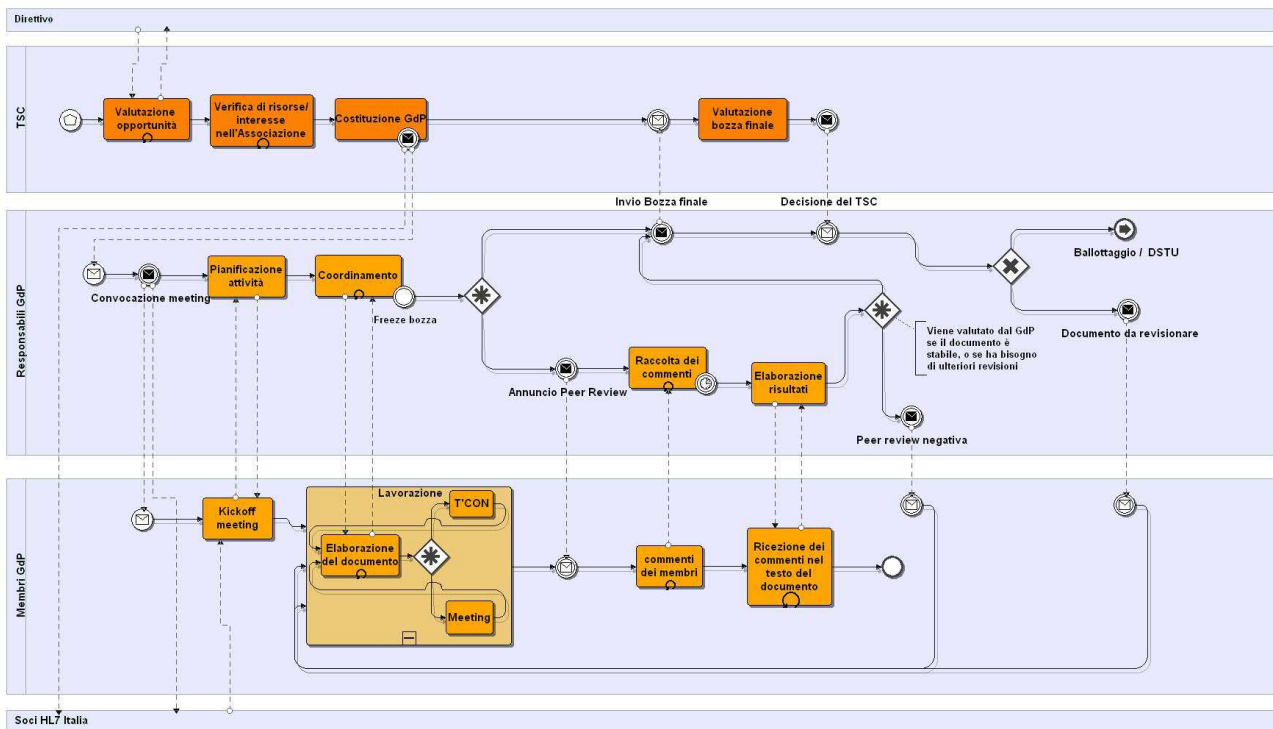 Direttivo
TSC
Valutazione
opportunità
Verifica di risorse/
interesse
nell'Associazione
Costituzione GdP
Valutazione
bozza finale
Invio Bozza finale
Decisione del TSC
Responsabili GdP
Convocazione meeting
Pianificazione
attività
Coordinamento
Freeze bozza
Annuncio Peer Review
Raccolta dei
commenti
Elaborazione
risultati
Viene valutato dal GdP
se il documento è
stabile, o se ha bisogno
di ulteriori revisioni
Peer review negativa
Ballottaggio / DSTU
Documento da revisionare
Membri GdP
Kickoff
meeting
Lavorazione
T'CON
Elaborazione
del documento
Meeting
commenti
dei membri
Ricezione dei
commenti nel
testo del
documento
Soci HL7 Italia